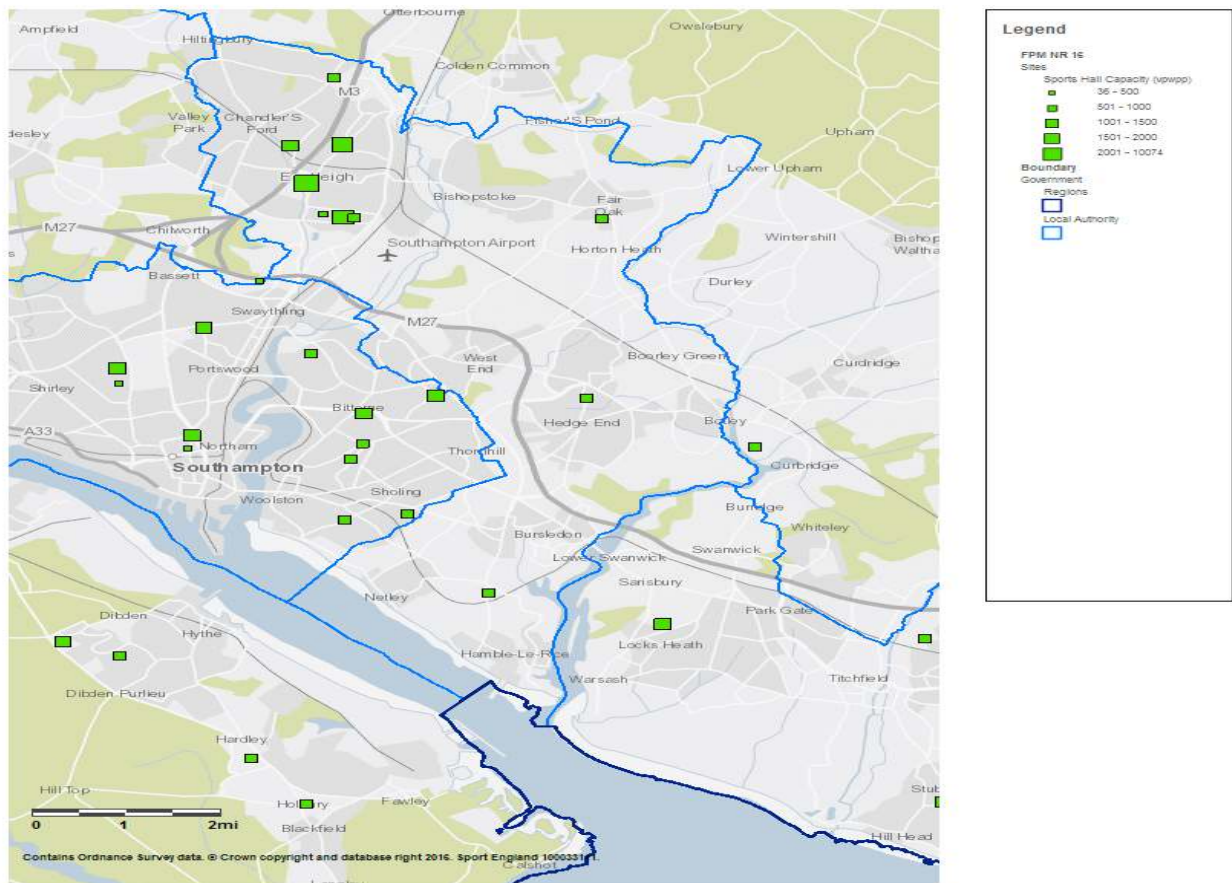 Otterbourne
Ampfield
Hiltingbury
Owslebury
Colden Common
M3
Valley
Park
Chandler'S
Ford
Fisher'S Pond
Upham
Lower Upham
Bishopstoke
Fair
Oak
M27
Chilworth
Southampton Airport
Horton Heath
Wintershill
Bassett
Durley
Swaythling
M27
West
End
Boorley Green
Curdridge
Portswood
Shirley
Bitterne
Hedge End
Botley
A33
Northam
Thornhill
Curbridge
Southampton
Sholing
Woolston
Burridge
Whiteley
Bursledon
Lower Swanwick
Swanwick
Sarisbury
Netley
Park Gate
Dibden
Hythe
Locks Heath
Hamble-Le-Rice
Warsash
Titchfield
Dibden Purlieu
Hardley
Hill Top
Fawley
Blackfield
Hill Head
0 1 2mi
Contains Ordnance Survey data. © Crown copyright and database right 2016. Sport England
Calshot
Legend
FPM NR 16
Sites
Sports Hall Capacity (vpwpp)
36 - 500
501 - 1000
1001 - 1500
1501 - 2000
2001 - 10074
Boundary
Government
Regions
Local Authority